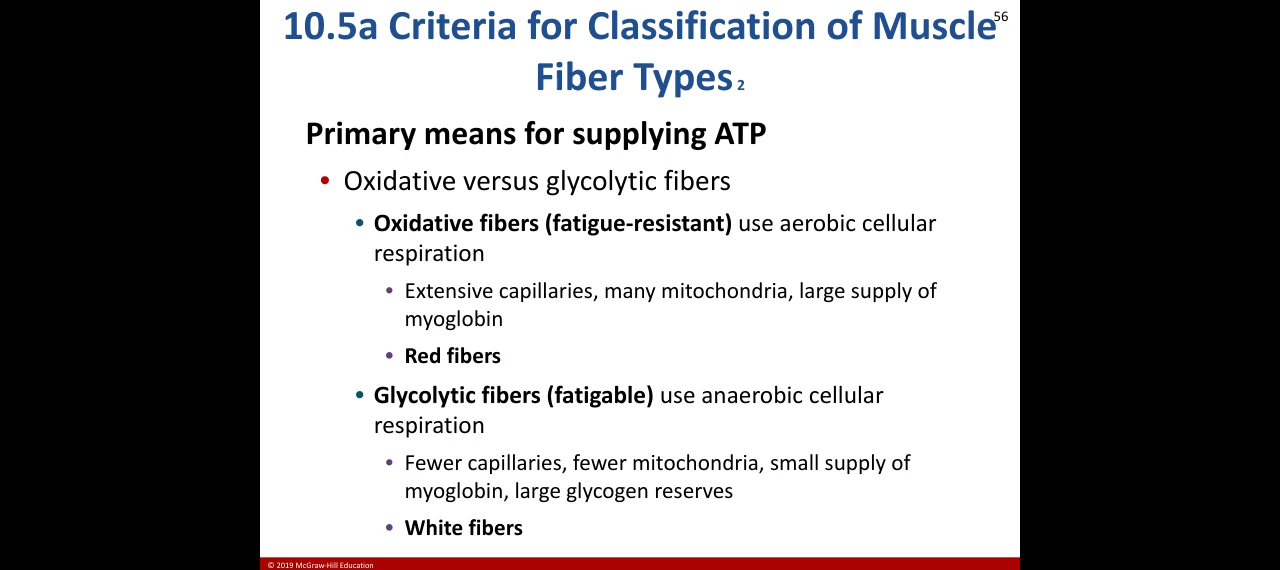 10.5a Criteria for Classification of Muscle
56
Fiber Types 2
Primary means for supplying ATP
• Oxidative versus glycolytic fibers
• Oxidative fibers (fatigue-resistant) use aerobic cellular
respiration
• Extensive capillaries, many mitochondria, large supply of
myoglobin
• Red fibers
• Glycolytic fibers (fatigable) use anaerobic cellular
respiration
• Fewer capillaries, fewer mitochondria, small supply of
myoglobin, large glycogen reserves
• White fibers
© 2019 McGraw-Hill Education